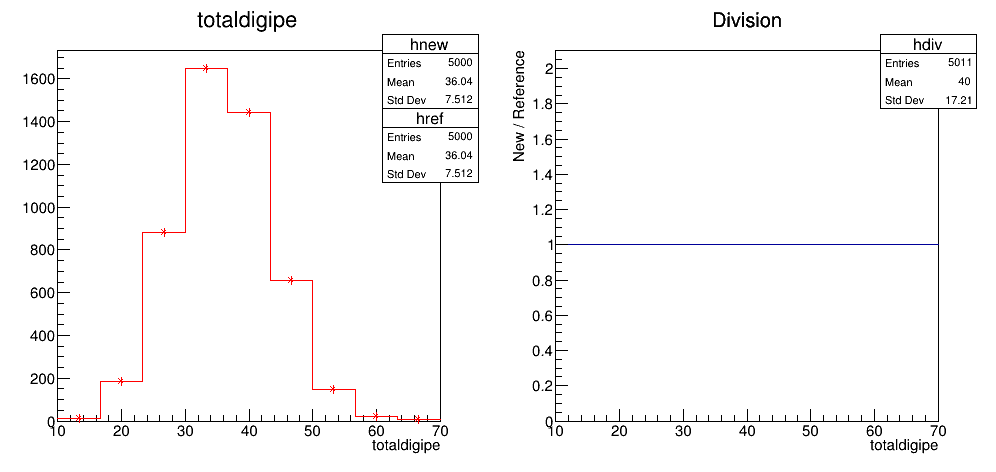 totaldigipe
hnew
Entries 5000
Mean 36.04
Std Dev 7.512
href
Entries 5000
Mean 36.04
Std Dev 7.512
1600
1400
1200
1000
800
600
400
200
0
10 20 30 40 50 60 70
totaldigipe
Division
hdiv
Entries 5011
Mean 40
Std Dev 17.21
New / Reference
2
1.8
1.6
1.4
1.2
1
0.8
0.6
0.4
0.2
0
10 20 30 40 50 60 70
totaldigipe